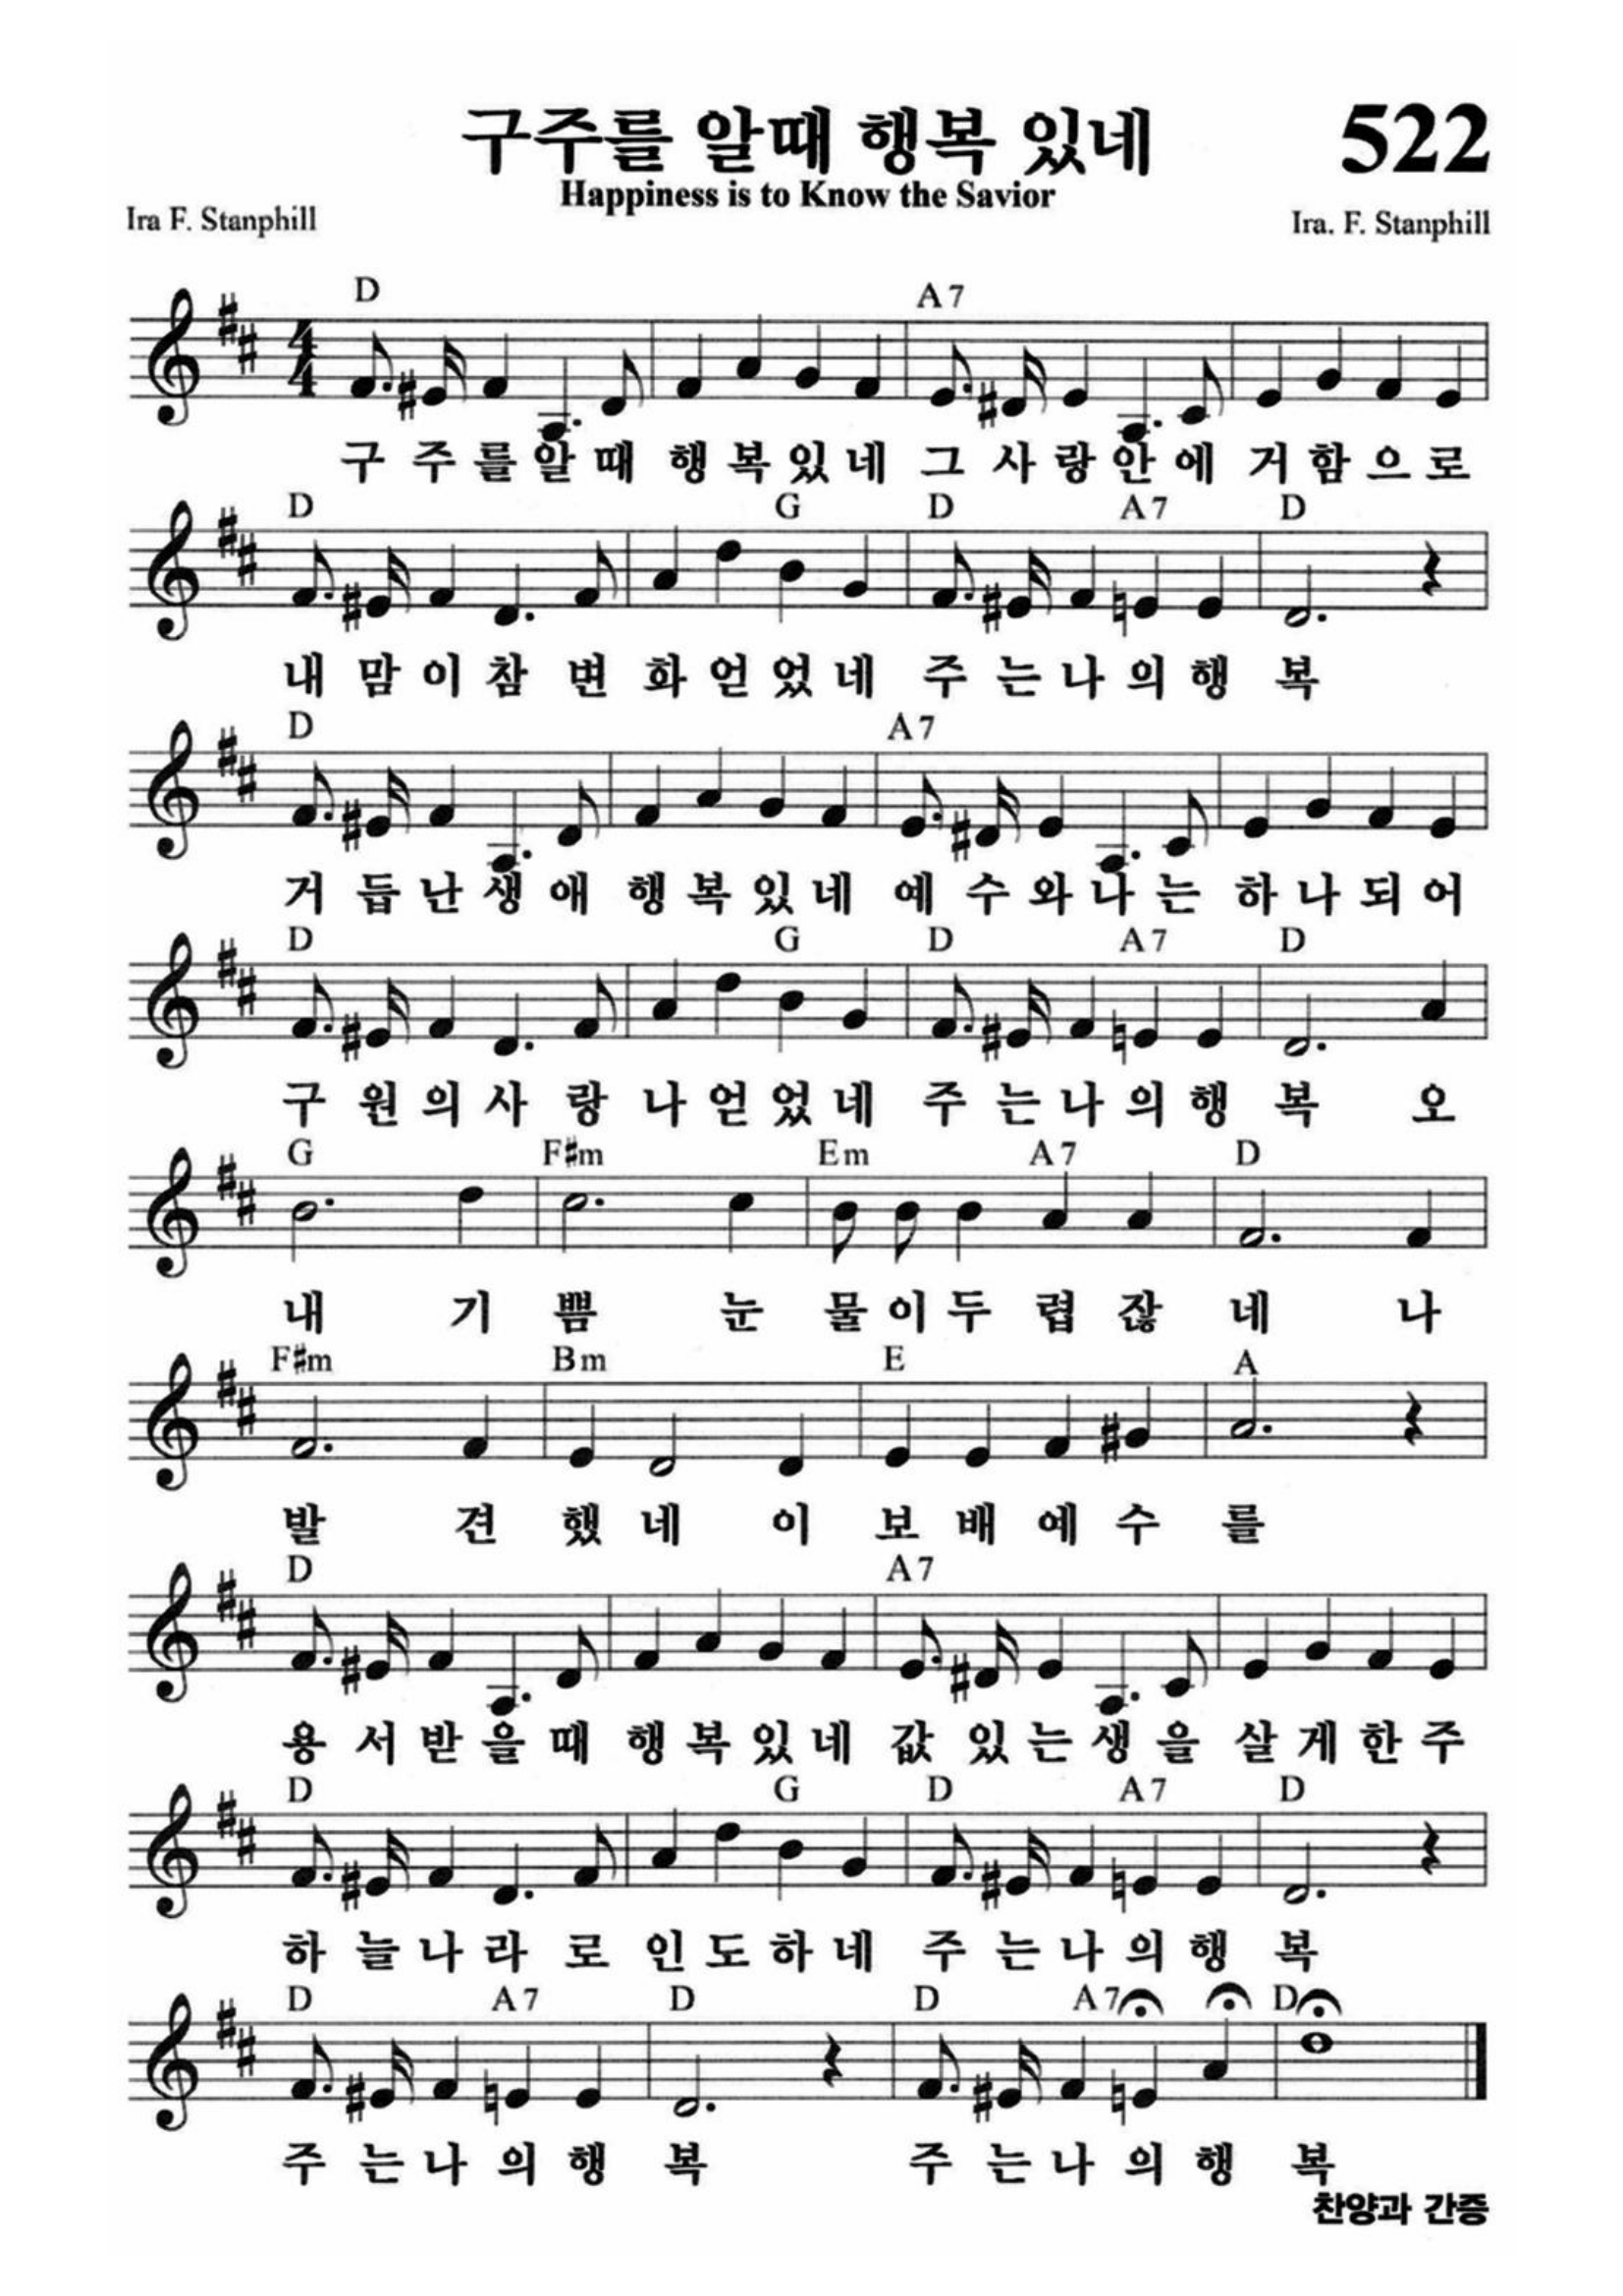 구주를 알때 행복 있네 522
Happiness is to Know the Savior
Ira F. Stanphill Ira. F. Stanphill
D A7
4 4
구 주 를 알 때 행 복 있 네 그 사 랑 안 에 거 함 으 로
D G D A7 D
내 맘 이 참 변 화 얻 었 네 주 는 나 의 행 복
D A7
거 듭 난 생 애 행 복 있 네 예 수 와 나 는 하 나 되 어
D G D A7 D
구 원 의 사 랑 나 얻 었 네 주 는 나 의 행 복 오
G F#m Em A7 D
내 기 쁨 눈 물 이 두 렵 잖 네 나
F#m Bm E A
발 견 했 네 이 보 배 예 수 를
D A7
용 서 받 을 때 행 복 있 네 값 있 는 생 을 살 게 한 주
D G D A7 D
하 늘 나 라 로 인 도 하 네 주 는 나 의 행 복
D A7 D D A7 D
주 는 나 의 행 복 주 는 나 의 행 복
찬양과 간증